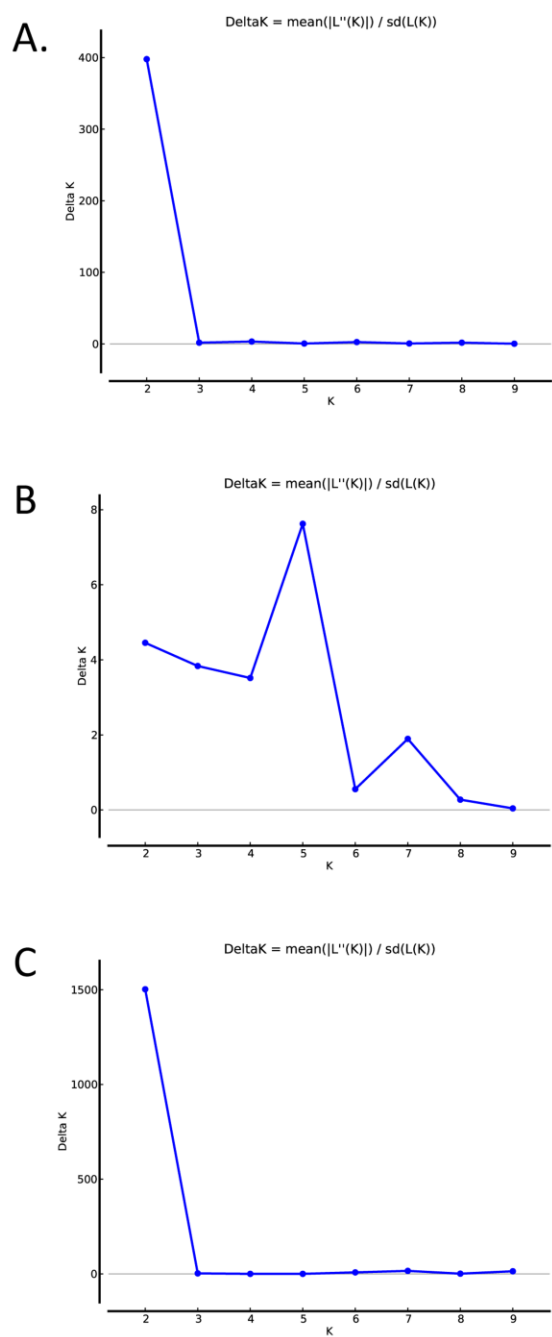 A.
DeltaK = mean(|L''(K)|) / sd(L(K))
400
300
200
100
0
Delta K
2 3 4 5 6 7 8 9
K
B
DeltaK = mean(|L''(K)|) / sd(L(K))
8
6
4
2
0
Delta K
2 3 4 5 6 7 8 9
K
C
DeltaK = mean(|L''(K)|) / sd(L(K))
1500
1000
500
0
Delta K
2 3 4 5 6 7 8 9
K